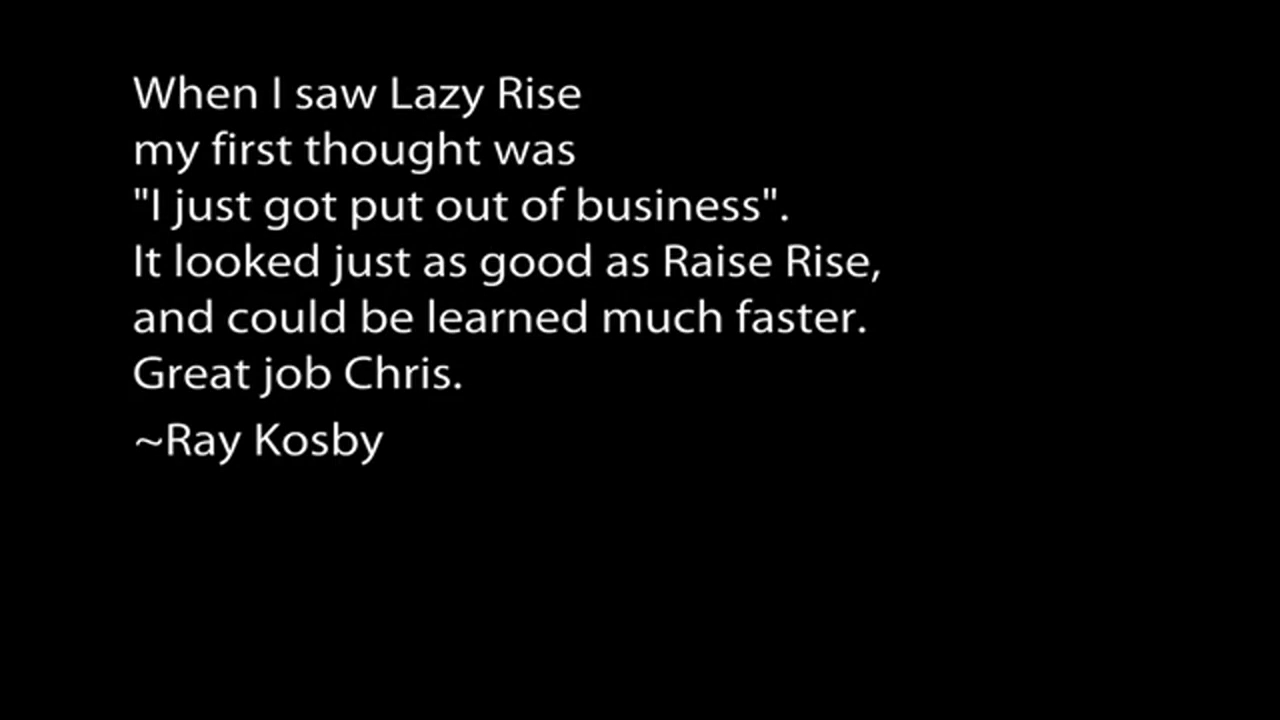 When I saw Lazy Rise
my first thought was
"I just got put out of business".
It looked just as good as Raise Rise,
and could be learned much faster.
Great job Chris.
~Ray Kosby